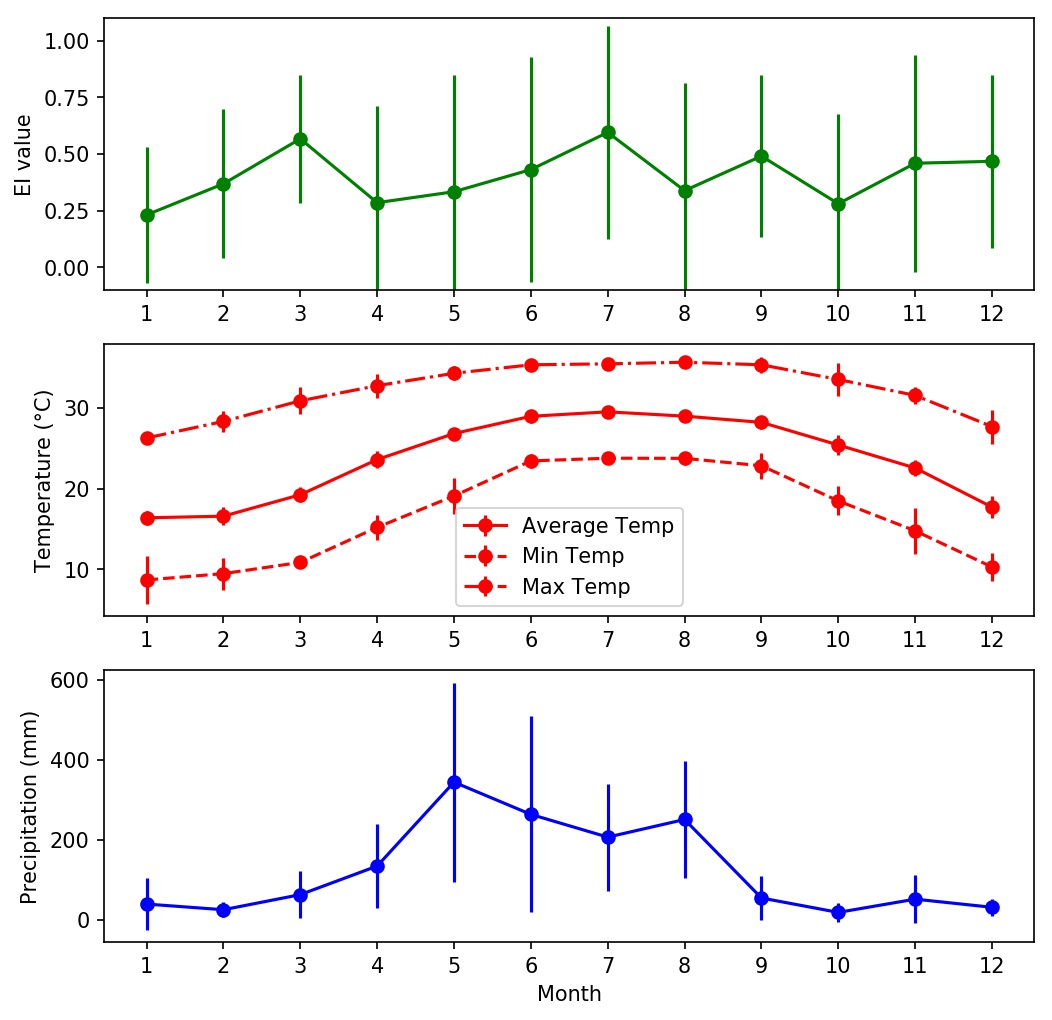 EI value
1.00
0.75
0.50
0.25
0.00
1 2 3 4 5 6 7 8 9 10 11 12
Temperature (°C)
30
20
10
Average Temp
Min Temp
Max Temp
1 2 3 4 5 6 7 8 9 10 11 12
Precipitation (mm)
600
400
200
0
1 2 3 4 5 6 7 8 9 10 11 12
Month